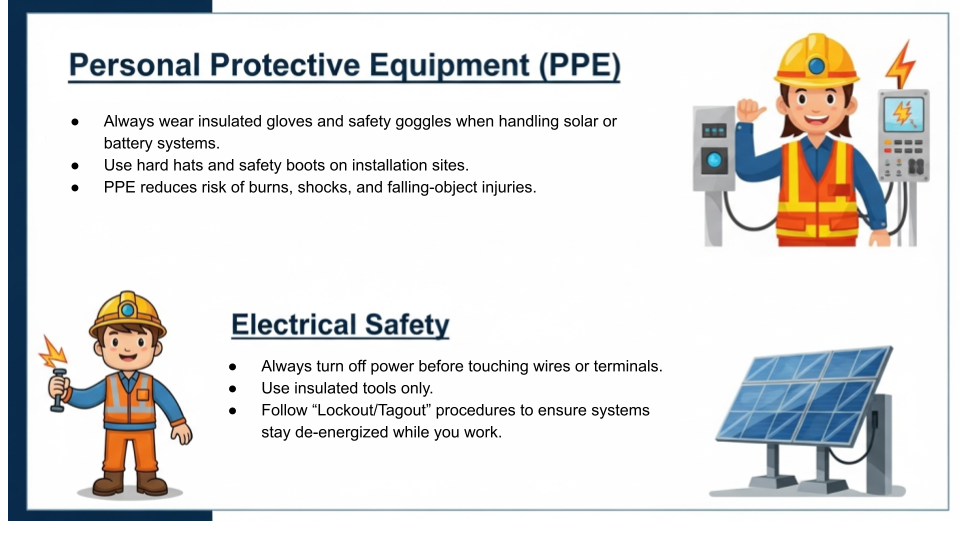 Personal Protective Equipment (PPE)
● Always wear insulated gloves and safety goggles when handling solar or
battery systems.
● Use hard hats and safety boots on installation sites.
● PPE reduces risk of burns, shocks, and falling-object injuries.
Electrical Safety
● Always turn off power before touching wires or terminals.
● Use insulated tools only.
● Follow “Lockout/Tagout” procedures to ensure systems
stay de-energized while you work.